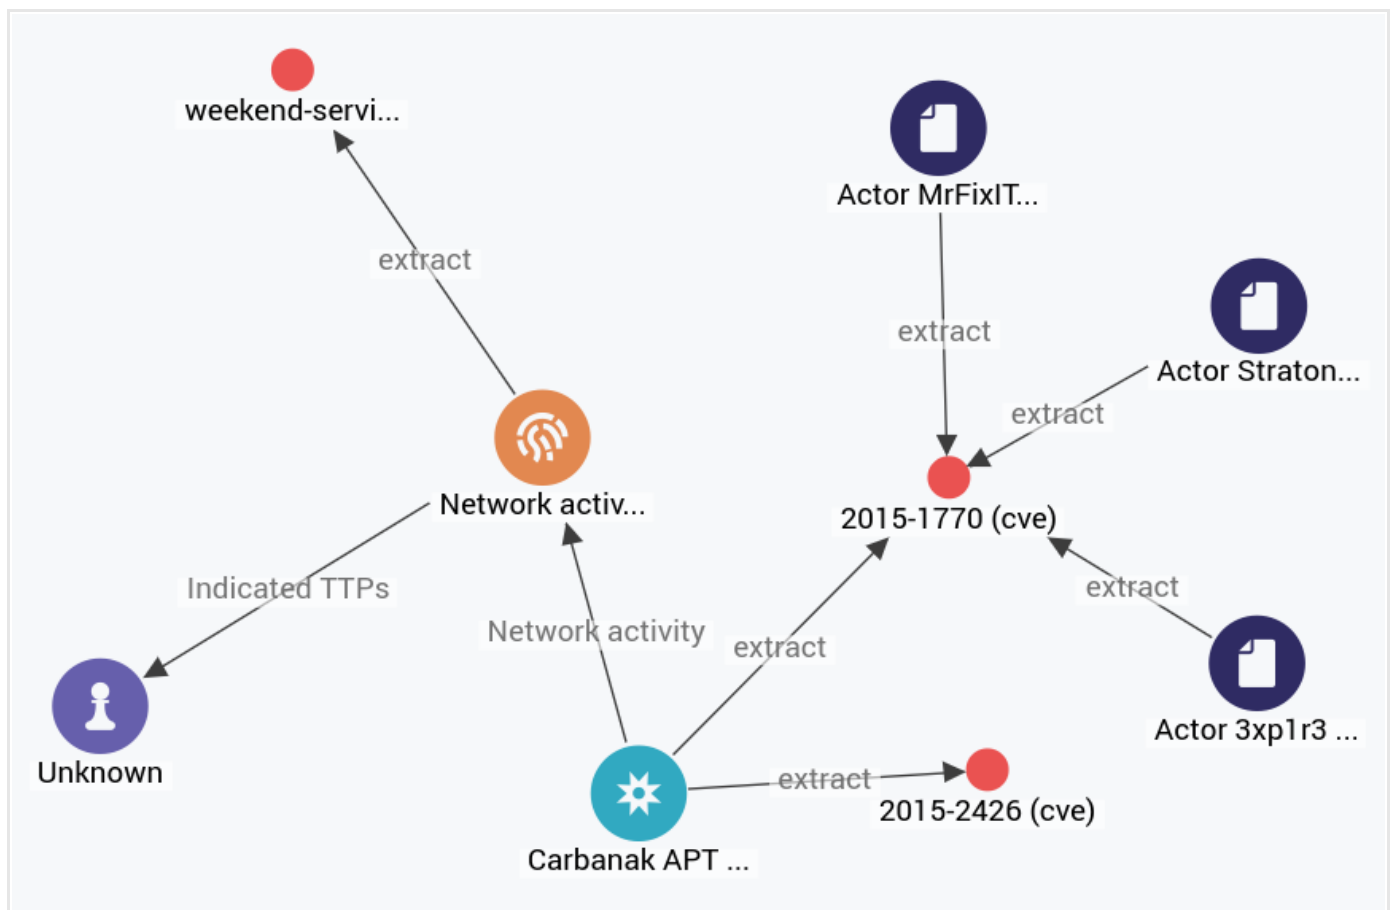 weekend-servi...
Actor MrFixIT...
extract
extract
Actor Straton...
extract
Network activ...
2015-1770 (cve)
Indicated TTPs
extract
Network activity
extract
Actor 3xp1r3 ...
Unknown
extract
2015-2426 (cve)
Carbanak APT ...